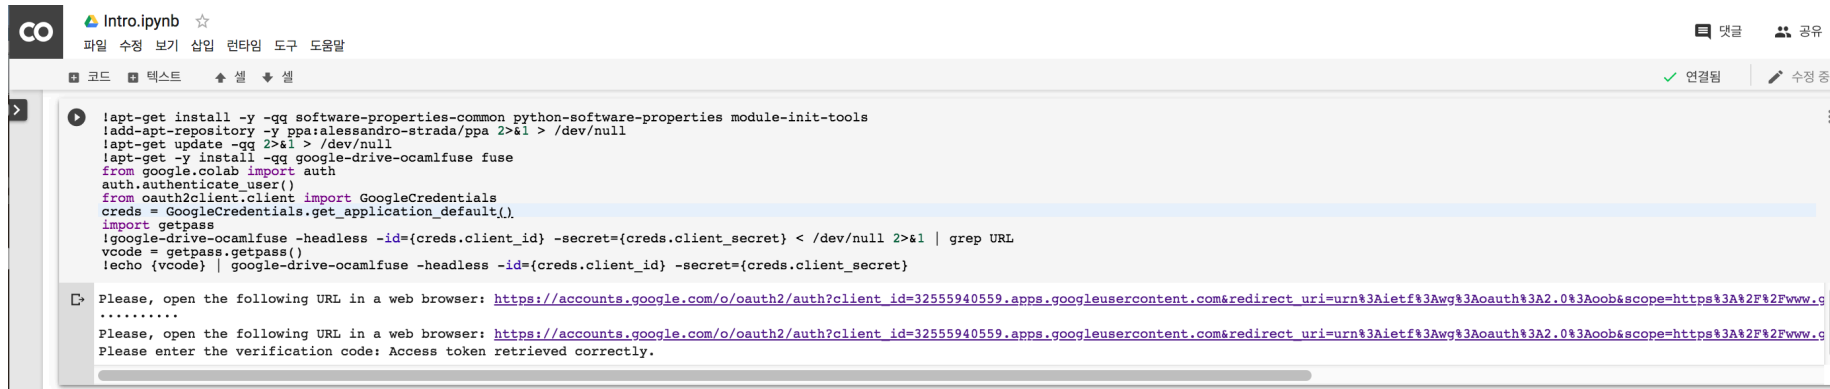 CO Intro.ipynb
파일 수정 보기 삽입 런타임 도구 도움말
댓글 공유
코드 텍스트 셀 셀
연결됨 수정 중
!apt-get install -y -qq software-properties-common python-software-properties module-init-tools
!add-apt-repository -y ppa:alessandro-strada/ppa 2>&1 > /dev/null
!apt-get update -qq 2>&1 > /dev/null
!apt-get -y install -qq google-drive-ocamlfuse fuse
from google.colab import auth
auth.authenticate_user()
from oauth2client.client import GoogleCredentials
creds = GoogleCredentials.get_application_default()
import getpass
!google-drive-ocamlfuse -headless -id={creds.client_id} -secret={creds.client_secret} < /dev/null 2>&1 | grep URL
vcode = getpass.getpass()
!echo {vcode} | google-drive-ocamlfuse -headless -id={creds.client_id} -secret={creds.client_secret}
Please, open the following URL in a web browser: https://accounts.google.com/o/oauth2/auth?client_id=32555940559.apps.googleusercontent.com&redirect_uri=urn%3Aietf%3Awg%3Aoauth%3A2.0%3Aoob&scope=https%3A%2F%2Fwww.g
··········
Please, open the following URL in a web browser: https://accounts.google.com/o/oauth2/auth?client_id=32555940559.apps.googleusercontent.com&redirect_uri=urn%3Aietf%3Awg%3Aoauth%3A2.0%3Aoob&scope=https%3A%2F%2Fwww.g
Please enter the verification code: Access token retrieved correctly.